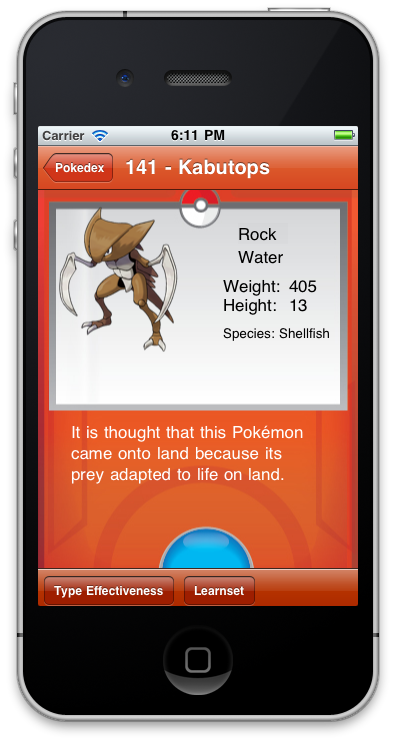 Carrier 6:11 PM
Pokedex 141 - Kabutops
Rock
Water
Weight: 405
Height: 13
Species: Shellfish
It is thought that this Pokémon
came onto land because its
prey adapted to life on land.
Type Effectiveness Learnset